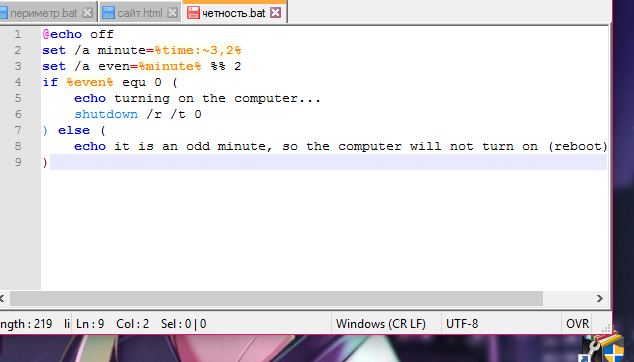 периметр.bat сайт.html четность.bat
1 @echo off
2 set /a minute=%time:~3,2%
3 set /a even=%minute% %% 2
4 if %even% equ 0 (
5 echo turning on the computer...
6 shutdown /r /t 0
7 ) else (
8 echo it is an odd minute, so the computer will not turn on (reboot)
9 )
ngth : 219 li Ln : 9 Col : 2 Sel : 0 | 0 Windows (CR LF) UTF-8 OVR